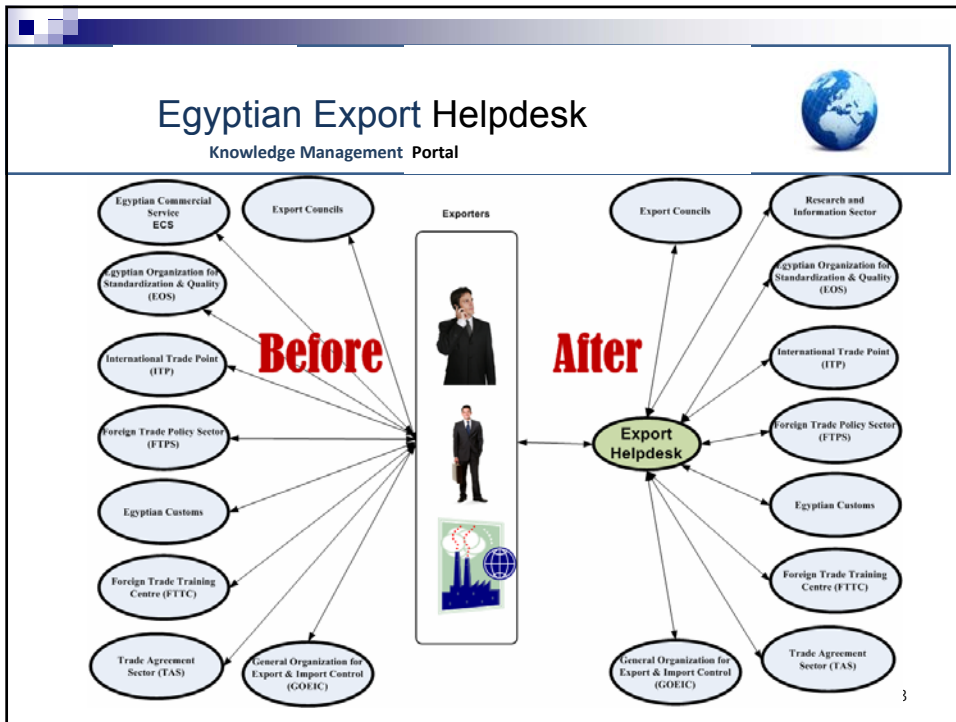 Egyptian Export Helpdesk
Knowledge Management Portal
Egyptian Commercial
Service
ECS
Export Councils
Egyptian Organization for
Standardization & Quality
(EOS)
International Trade Point
(ITP)
Foreign Trade Policy Sector
(FTPS)
Egyptian Customs
Foreign Trade Training
Centre (FTTC)
Trade Agreement
Sector (TAS)
General Organization for
Export & Import Control
(GOEIC)
Before
Exporters
After
Export
Helpdesk
Export Councils
Research and
Information Sector
Egyptian Organization for
Standardization & Quality
(EOS)
International Trade Point
(ITP)
Foreign Trade Policy Sector
(FTPS)
Egyptian Customs
Foreign Trade Training
Centre (FTTC)
Trade Agreement
Sector (TAS)
General Organization for
Export & Import Control
(GOEIC)